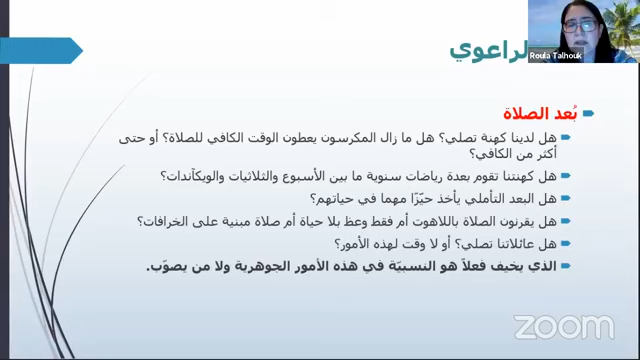 Roula Talhouk
الراعوي
بُعد الصلاة
هل لدينا كهنة تصلي؟ هل ما زال المكرسون يعطون الوقت الكافي للصلاة؟ أو حتى
أكثر من الكافي؟
هل كهنتنا تقوم بعدة رياضات سنوية ما بين الأسبوع والثلاثيات والويكآندات؟
هل البعد التأملي يأخذ حيّزًا مهما في حياتهم؟
هل يقرنون الصلاة باللاهوت أم فقط وعظ بلا حياة أم صلاة مبنية على الخرافات؟
هل عائلاتنا تصلي؟ أو لا وقت لهذه الأمور؟
الذي يخيف فعلاً هو النسبيّة في هذه الأمور الجوهرية ولا من يصوّب.
zoom